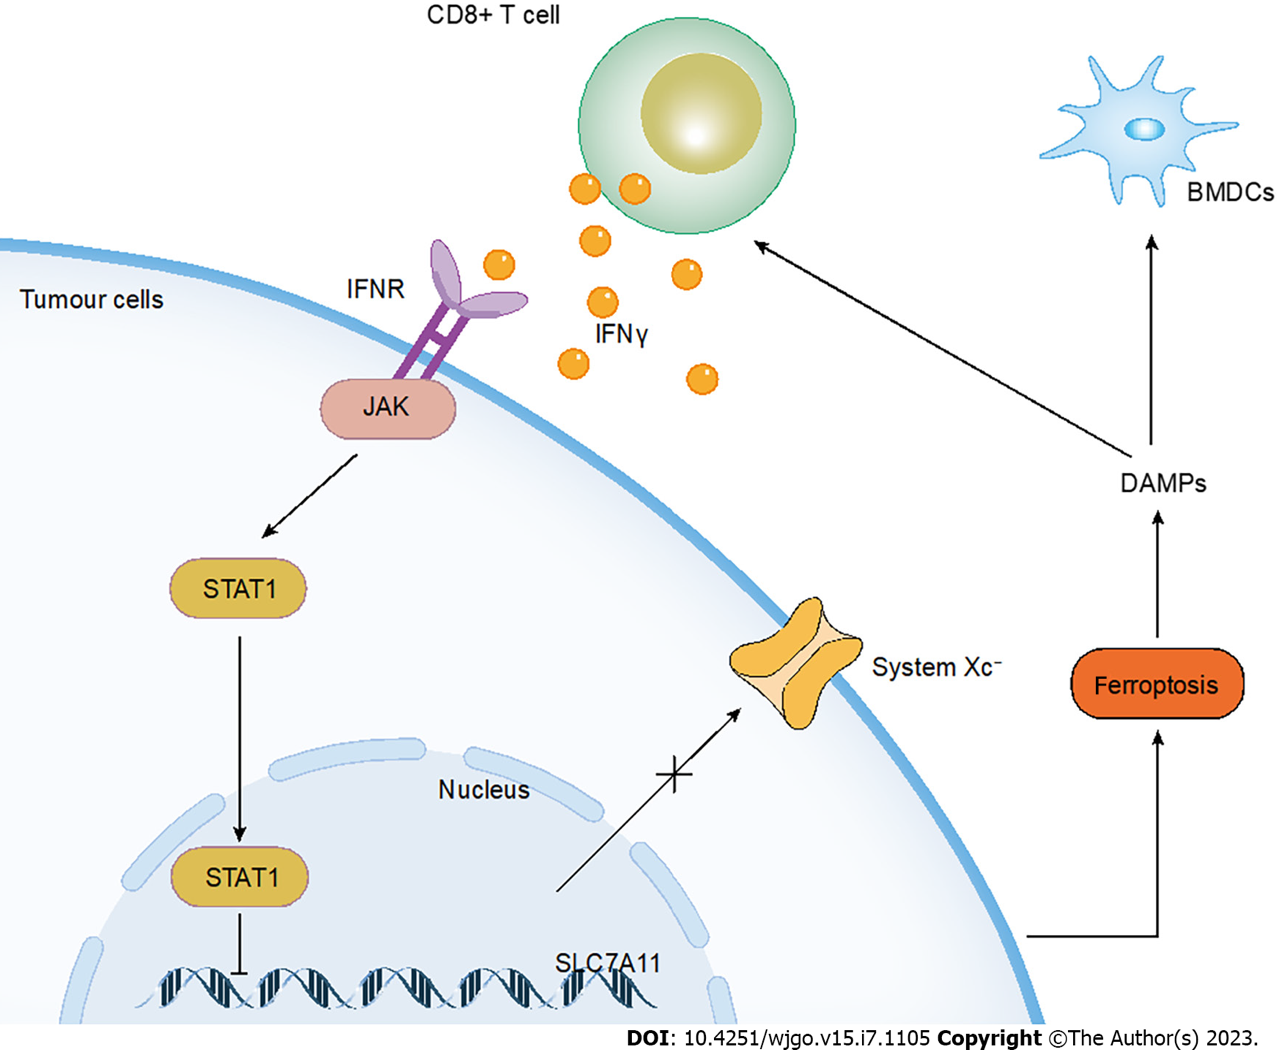 CD8+ T cell
BMDCs
IFNR
Tumour cells
IFNγ
JAK
DAMPs
STAT1
System Xc⁻
Ferroptosis
Nucleus
STAT1
SLC7A11
DOI: 10.4251/wjgo.v15.i7.1105 Copyright ©The Author(s) 2023.